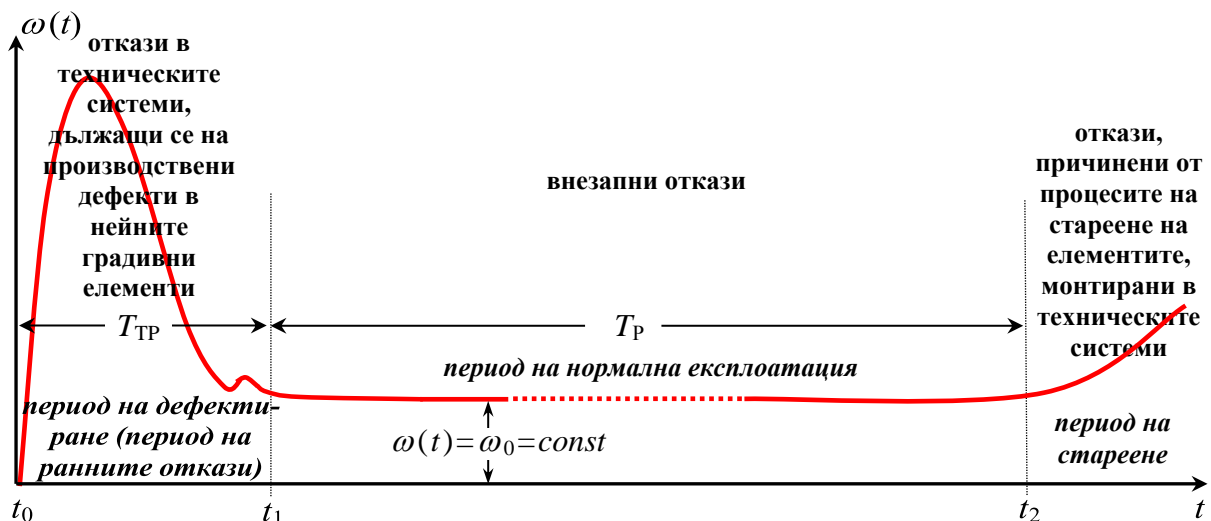 ω(t)
откази в
техническите
системи,
дължащи се на
производствени
дефекти в
нейните
градивни
елементи
внезапни откази
откази,
причинени от
процесите на
стареене на
елементите,
монтирани в
техническите
системи
T_ТР
T_Р
период на нормална експлоатация
период на дефекти-
ране (период на
ранните откази)
ω(t)=ω₀=const
период на
стареене
t₀
t₁
t₂
t